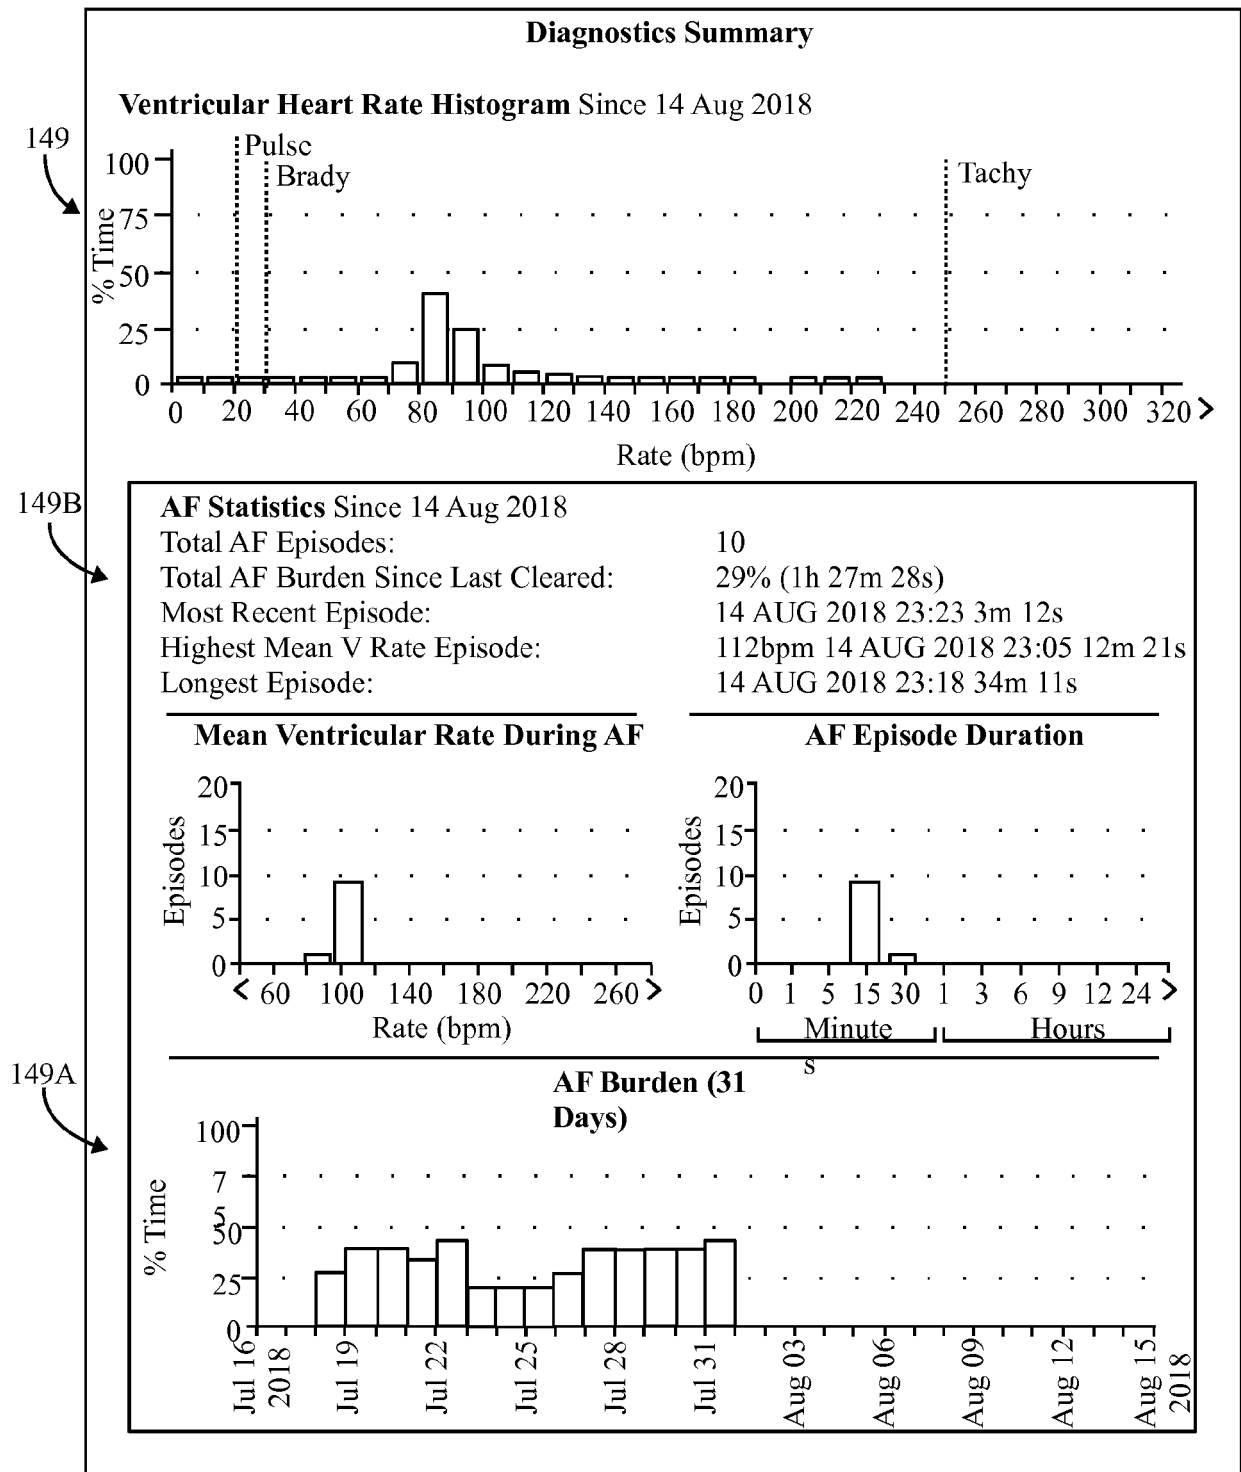 Diagnostics Summary
Ventricular Heart Rate Histogram Since 14 Aug 2018
149
Pulse
Brady
Tachy
100
75
50
25
0
% Time
0 20 40 60 80 100 120 140 160 180 200 220 240 260 280 300 320 >
Rate (bpm)
149B
AF Statistics Since 14 Aug 2018
Total AF Episodes: 10
Total AF Burden Since Last Cleared: 29% (1h 27m 28s)
Most Recent Episode: 14 AUG 2018 23:23 3m 12s
Highest Mean V Rate Episode: 112bpm 14 AUG 2018 23:05 12m 21s
Longest Episode: 14 AUG 2018 23:18 34m 11s
Mean Ventricular Rate During AF
20
15
10
5
0
Episodes
< 60 100 140 180 220 260 >
Rate (bpm)
AF Episode Duration
20
15
10
5
0
Episodes
0 1 5 15 30 1 3 6 9 12 24 >
Minute
s
Hours
149A
AF Burden (31
Days)
100
7
5
50
25
0
% Time
Jul 16
2018
Jul 19
Jul 22
Jul 25
Jul 28
Jul 31
Aug 03
Aug 06
Aug 09
Aug 12
Aug 15
2018